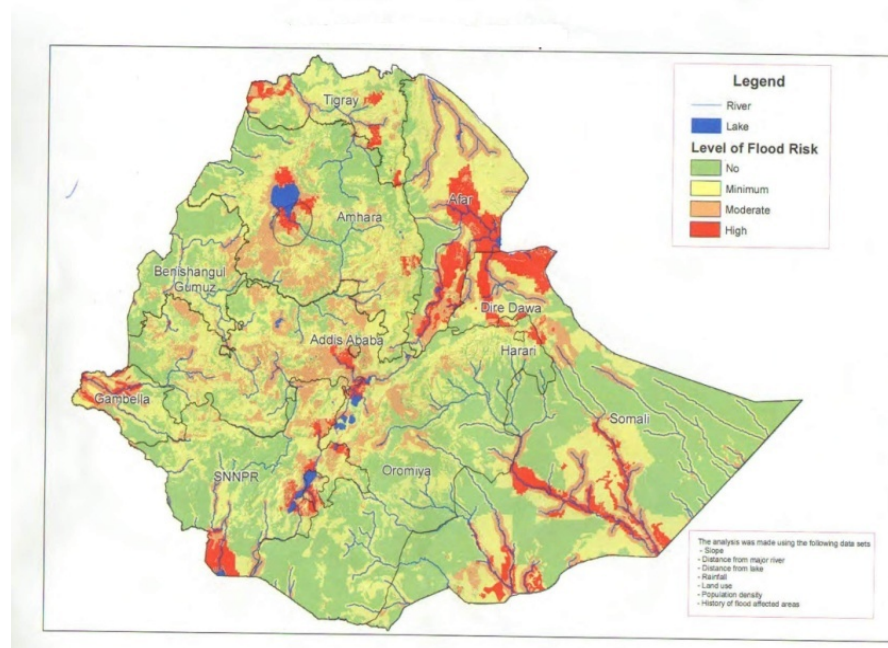 Legend
River
Lake
Level of Flood Risk
No
Minimum
Moderate
High
Tigray
Afar
Amhara
Benishangul
Gumuz
Dire Dawa
Addis Ababa
Harari
Gambella
Somali
SNNPR
Oromiya
The analysis was made using the following data sets
- Slope
- Distance from major river
- Distance from lake
- Rainfall
- Land use
- Population density
- History of flood affected areas